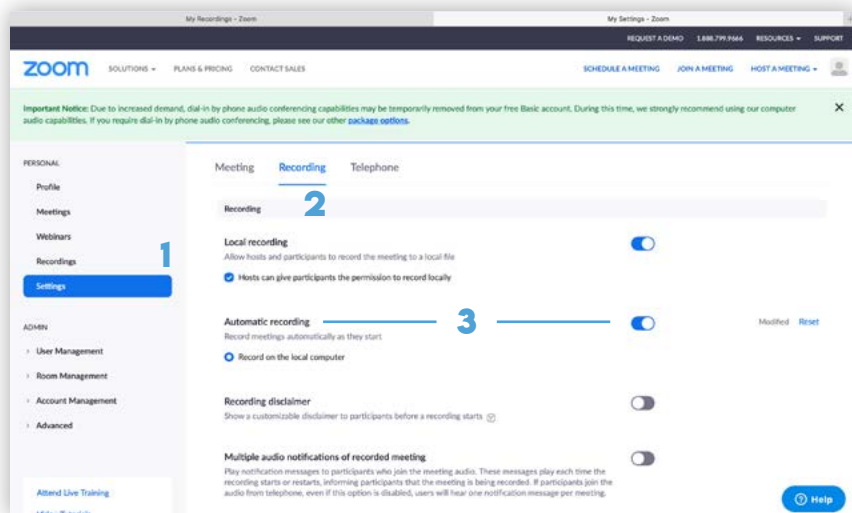 My Recordings - Zoom
My Settings - Zoom
REQUEST A DEMO 1.888.799.9666 RESOURCES SUPPORT
zoom SOLUTIONS PLANS & PRICING CONTACT SALES
SCHEDULE A MEETING JOIN A MEETING HOST A MEETING
Important Notice: Due to increased demand, dial-in by phone audio conferencing capabilities may be temporarily removed from your free Basic account. During this time, we strongly recommend using our computer
audio capabilities. If you require dial-in by phone audio conferencing, please see our other package options.
PERSONAL
Profile
Meetings
Webinars
Recordings
1
Settings
ADMIN
User Management
Room Management
Account Management
Advanced
Attend Live Training
Meeting Recording Telephone
2
Recording
Local recording
Allow hosts and participants to record the meeting to a local file
Hosts can give participants the permission to record locally
Automatic recording 3 Modified Reset
Record meetings automatically as they start
Record on the local computer
Recording disclaimer
Show a customizable disclaimer to participants before a recording starts
Multiple audio notifications of recorded meeting
Play notification messages to participants who join the meeting audio. These messages play each time the
recording starts or restarts, informing participants that the meeting is being recorded. If participants join the
audio from telephone, even if this option is disabled, users will hear one notification message per meeting.
Help